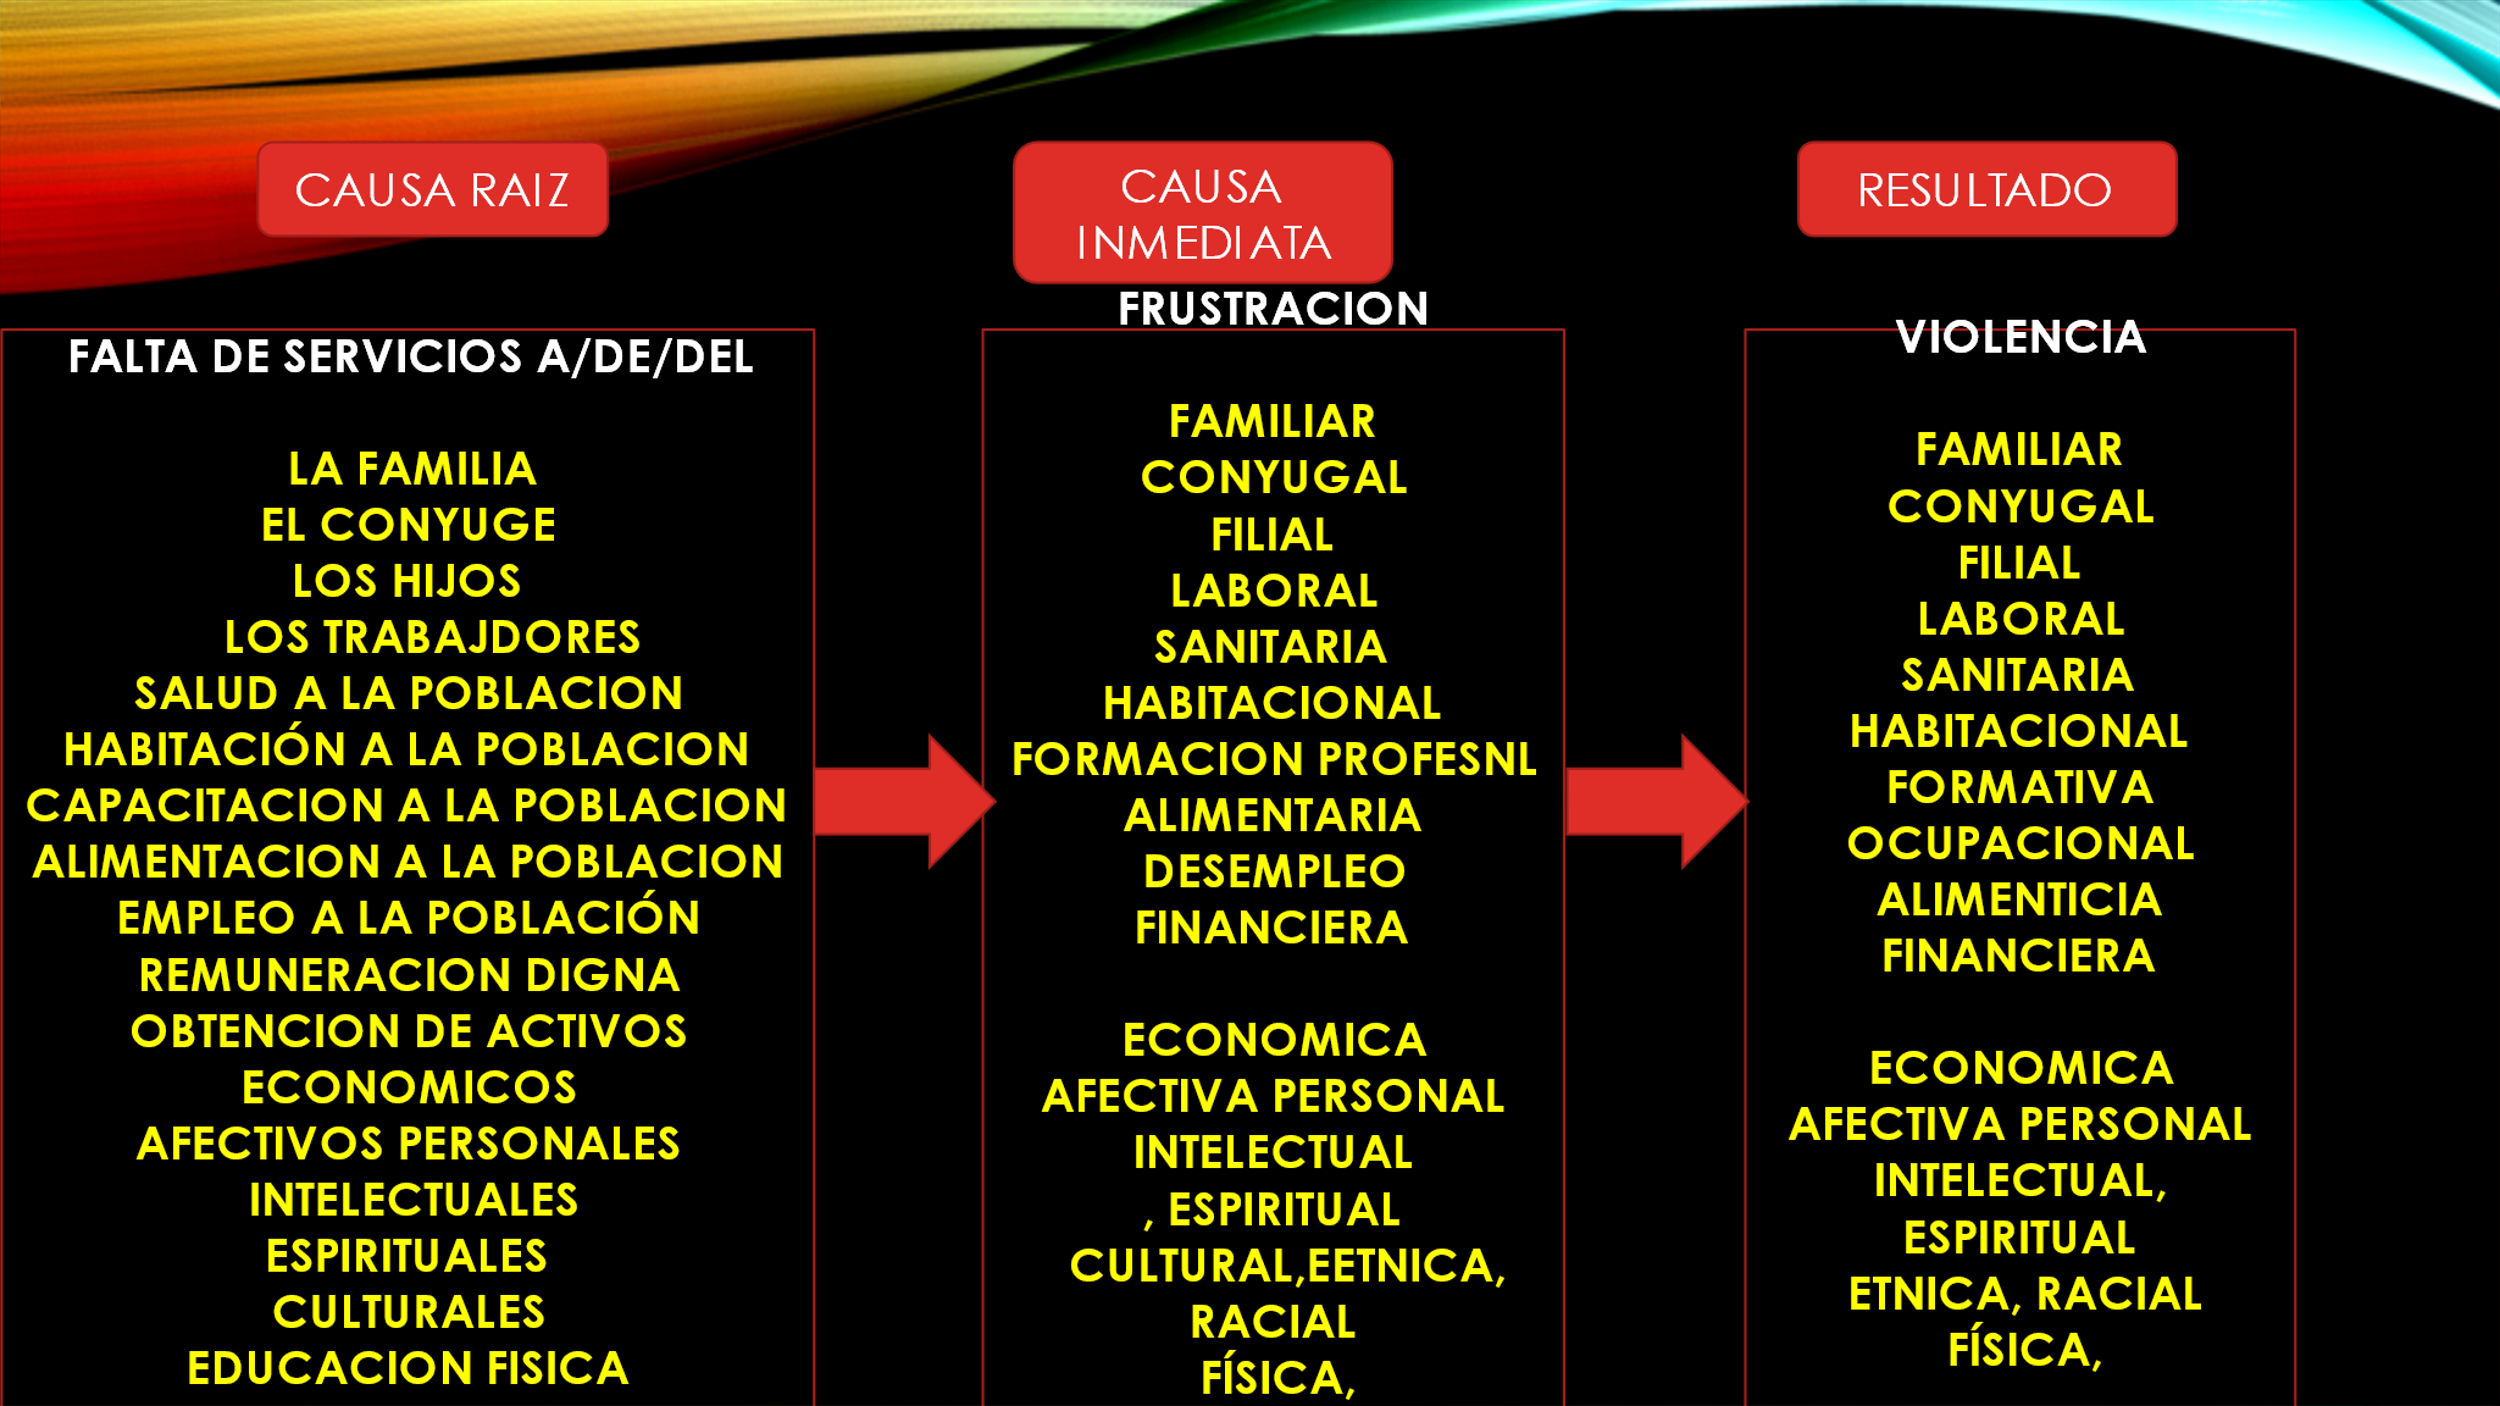 CAUSA RAIZ
FALTA DE SERVICIOS A/DE/DEL
LA FAMILIA
EL CONYUGE
LOS HIJOS
LOS TRABAJDORES
SALUD A LA POBLACION
HABITACIÓN A LA POBLACION
CAPACITACION A LA POBLACION
ALIMENTACION A LA POBLACION
EMPLEO A LA POBLACIÓN
REMUNERACION DIGNA
OBTENCION DE ACTIVOS
ECONOMICOS
AFECTIVOS PERSONALES
INTELECTUALES
ESPIRITUALES
CULTURALES
EDUCACION FISICA
CAUSA
INMEDIATA
FRUSTRACION
FAMILIAR
CONYUGAL
FILIAL
LABORAL
SANITARIA
HABITACIONAL
FORMACION PROFESNL
ALIMENTARIA
DESEMPLEO
FINANCIERA
ECONOMICA
AFECTIVA PERSONAL
INTELECTUAL
, ESPIRITUAL
CULTURAL,EETNICA,
RACIAL
FÍSICA,
RESULTADO
VIOLENCIA
FAMILIAR
CONYUGAL
FILIAL
LABORAL
SANITARIA
HABITACIONAL
FORMATIVA
OCUPACIONAL
ALIMENTICIA
FINANCIERA
ECONOMICA
AFECTIVA PERSONAL
INTELECTUAL,
ESPIRITUAL
ETNICA, RACIAL
FÍSICA,